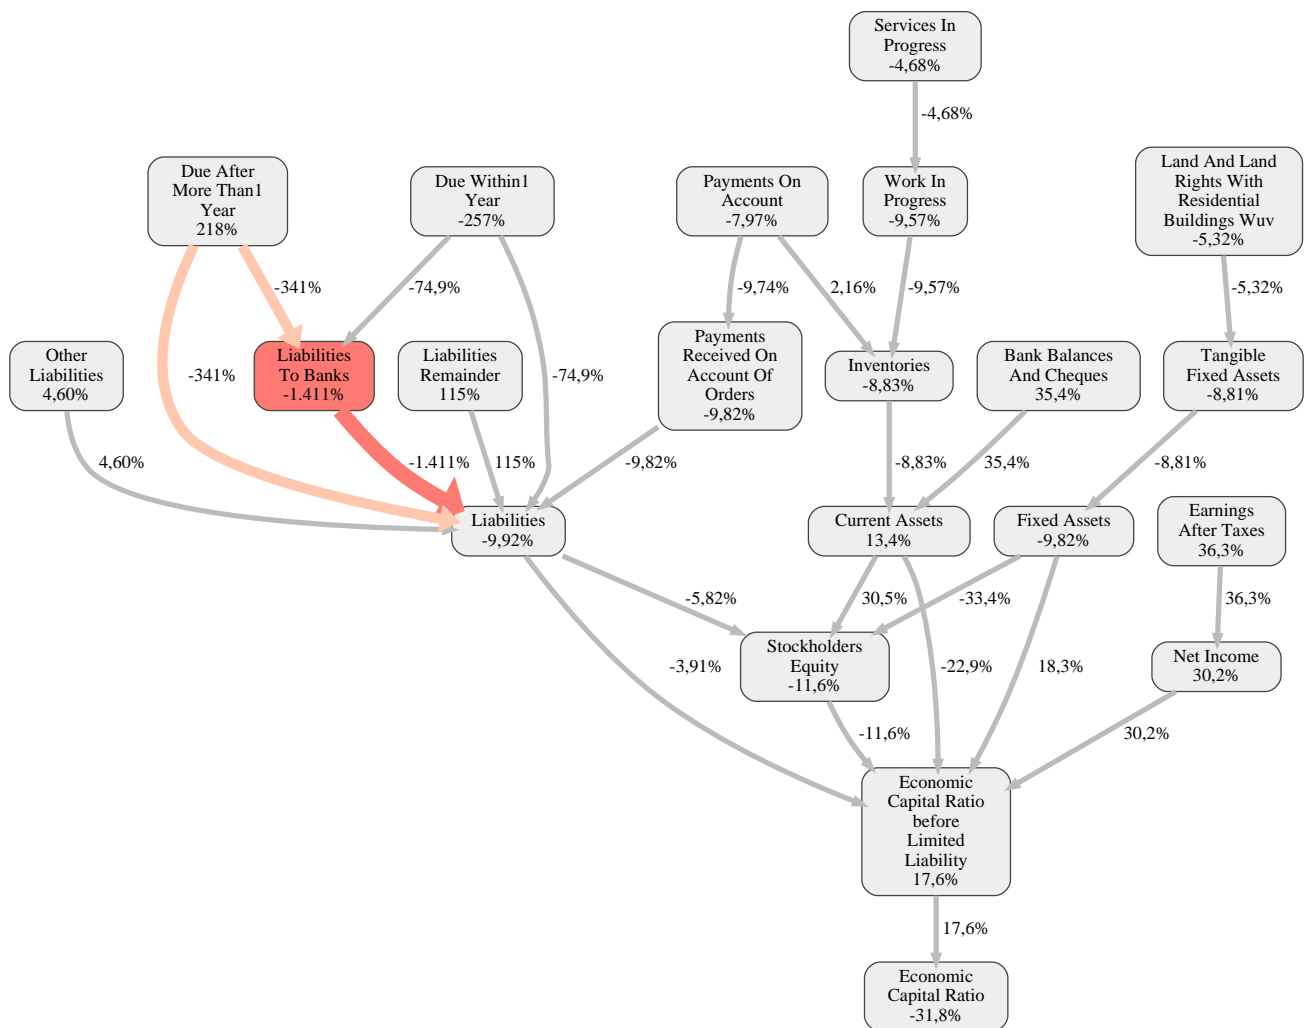 Services In
Progress
-4,68%
-4,68%
Due After
More Than1
Year
218%
Due Within1
Year
-257%
Payments On
Account
-7,97%
Work In
Progress
-9,57%
Land And Land
Rights With
Residential
Buildings Wuv
-5,32%
-341%
-74,9%
-9,74%
2,16%
-9,57%
-5,32%
Other
Liabilities
4,60%
-341%
Liabilities
To Banks
-1.411%
Liabilities
Remainder
115%
-74,9%
Payments
Received On
Account Of
Orders
-9,82%
Inventories
-8,83%
Bank Balances
And Cheques
35,4%
Tangible
Fixed Assets
-8,81%
4,60%
-1.411%
115%
-9,82%
-8,83%
35,4%
-8,81%
Liabilities
-9,92%
Current Assets
13,4%
Fixed Assets
-9,82%
Earnings
After Taxes
36,3%
-5,82%
30,5%
-33,4%
36,3%
-3,91%
Stockholders
Equity
-11,6%
-22,9%
18,3%
Net Income
30,2%
-11,6%
30,2%
Economic
Capital Ratio
before
Limited
Liability
17,6%
17,6%
Economic
Capital Ratio
-31,8%